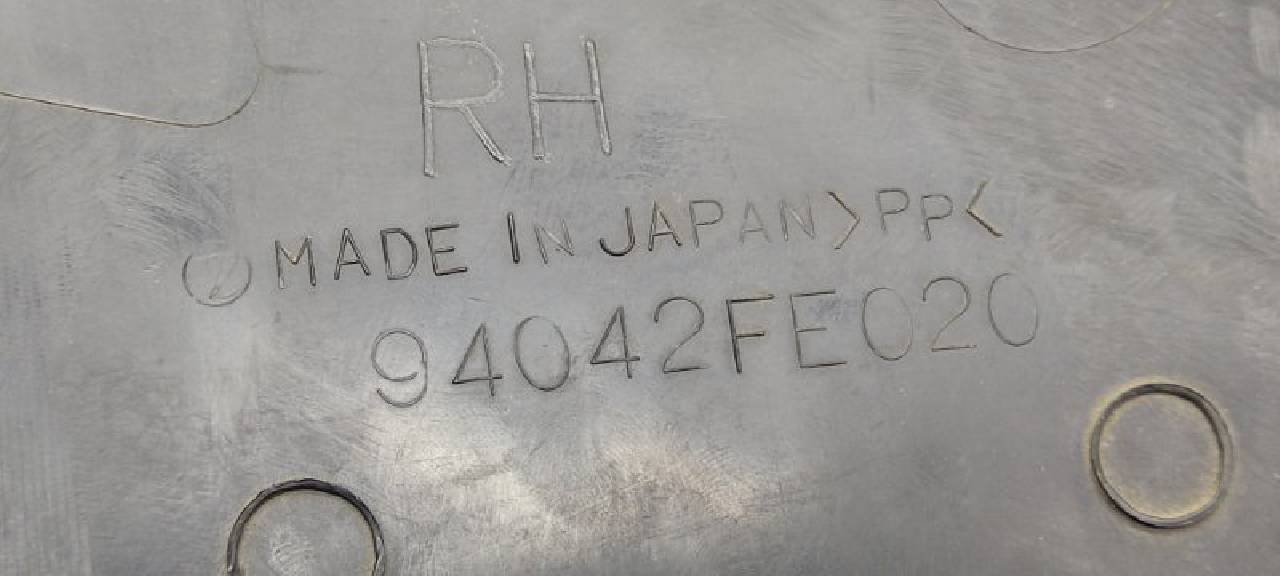 RH
MADE IN JAPAN >PP<
94042FE020